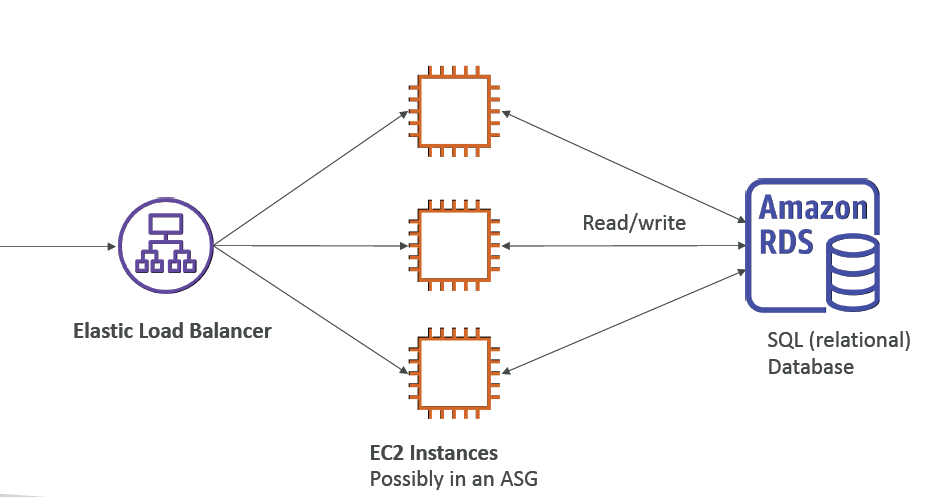 Amazon
RDS
Read/write
Elastic Load Balancer
SQL (relational)
Database
EC2 Instances
Possibly in an ASG